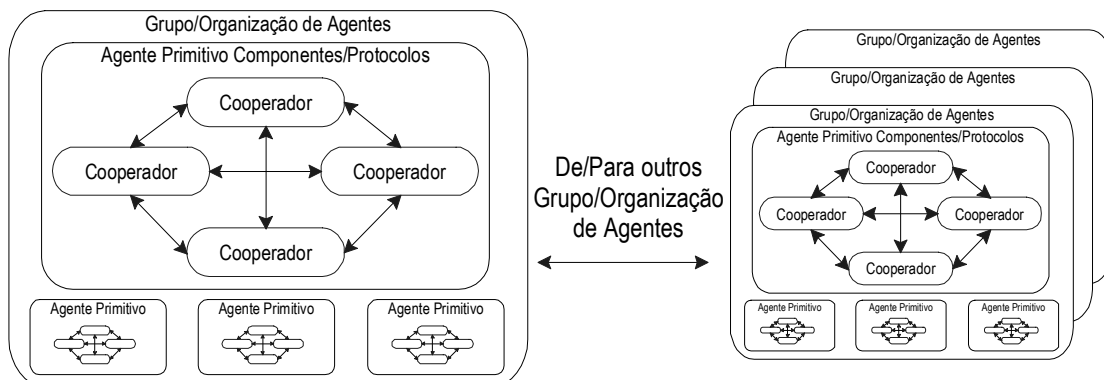 Grupo/Organização de Agentes
Agente Primitivo Componentes/Protocolos
Cooperador
Cooperador
Cooperador
Cooperador
Agente Primitivo
Agente Primitivo
Agente Primitivo
De/Para outros
Grupo/Organização
de Agentes
Grupo/Organização de Agentes
Grupo/Organização de Agentes
Grupo/Organização de Agentes
Agente Primitivo Componentes/Protocolos
Cooperador
Cooperador
Cooperador
Cooperador
Agente Primitivo
Agente Primitivo
Agente Primitivo